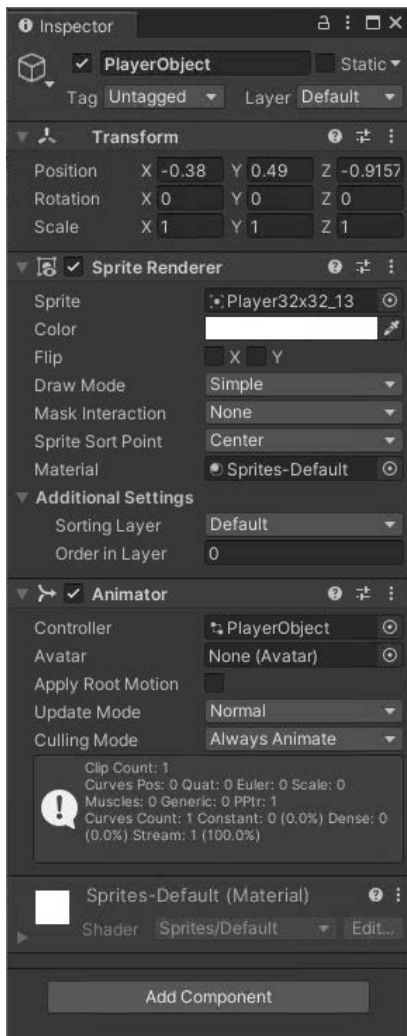 Inspector
PlayerObject Static
Tag Untagged Layer Default
Transform
Position X -0.38 Y 0.49 Z -0.9157
Rotation X 0 Y 0 Z 0
Scale X 1 Y 1 Z 1
Sprite Renderer
Sprite Player32x32_13
Color
Flip X Y
Draw Mode Simple
Mask Interaction None
Sprite Sort Point Center
Material Sprites-Default
Additional Settings
Sorting Layer Default
Order in Layer 0
Animator
Controller PlayerObject
Avatar None (Avatar)
Apply Root Motion
Update Mode Normal
Culling Mode Always Animate
Clip Count: 1
Curves Pos: 0 Quat: 0 Euler: 0 Scale: 0
Muscles: 0 Generic: 0 PPtr: 1
Curves Count: 1 Constant: 0 (0.0%) Dense: 0
(0.0%) Stream: 1 (100.0%)
Sprites-Default (Material)
Shader Sprites/Default Edit...
Add Component